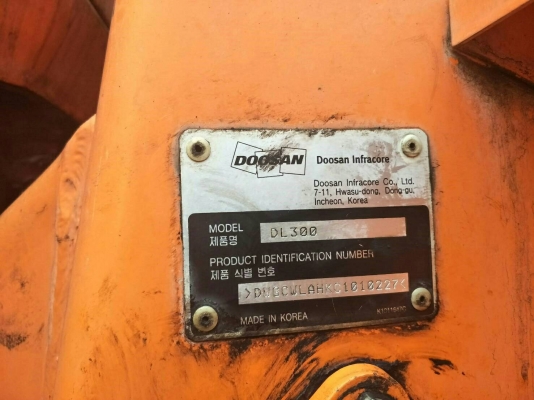 DOOSAN Doosan Infracore
Doosan Infracore Co., Ltd.
7-11, Hwasu-dong, Dong-gu,
Incheon, Korea
MODEL
제품명 DL300
PRODUCT IDENTIFICATION NUMBER
제품 식별 번호
MADE IN KOREA